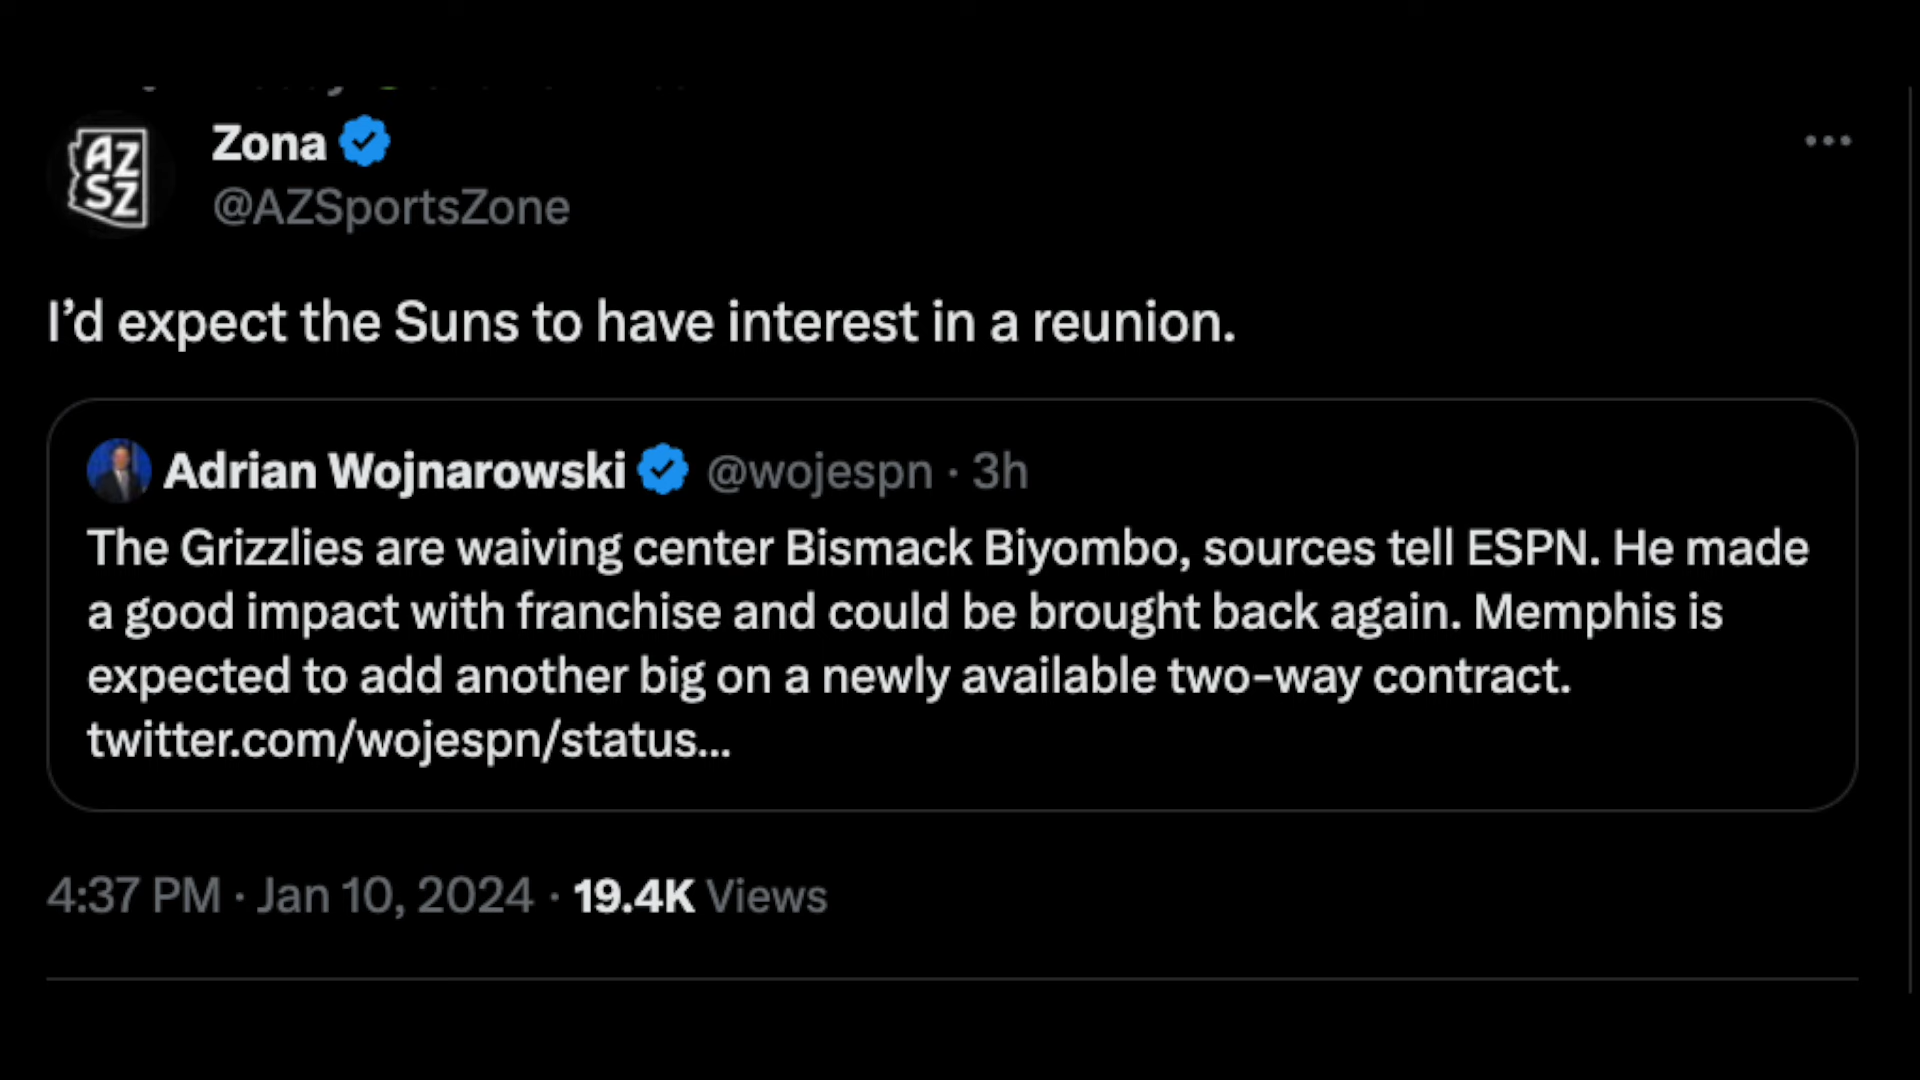 AZ
SZ
Zona
@AZSportsZone
I’d expect the Suns to have interest in a reunion.
Adrian Wojnarowski @wojespn · 3h
The Grizzlies are waiving center Bismack Biyombo, sources tell ESPN. He made
a good impact with franchise and could be brought back again. Memphis is
expected to add another big on a newly available two-way contract.
twitter.com/wojespn/status...
4:37 PM · Jan 10, 2024 · 19.4K Views